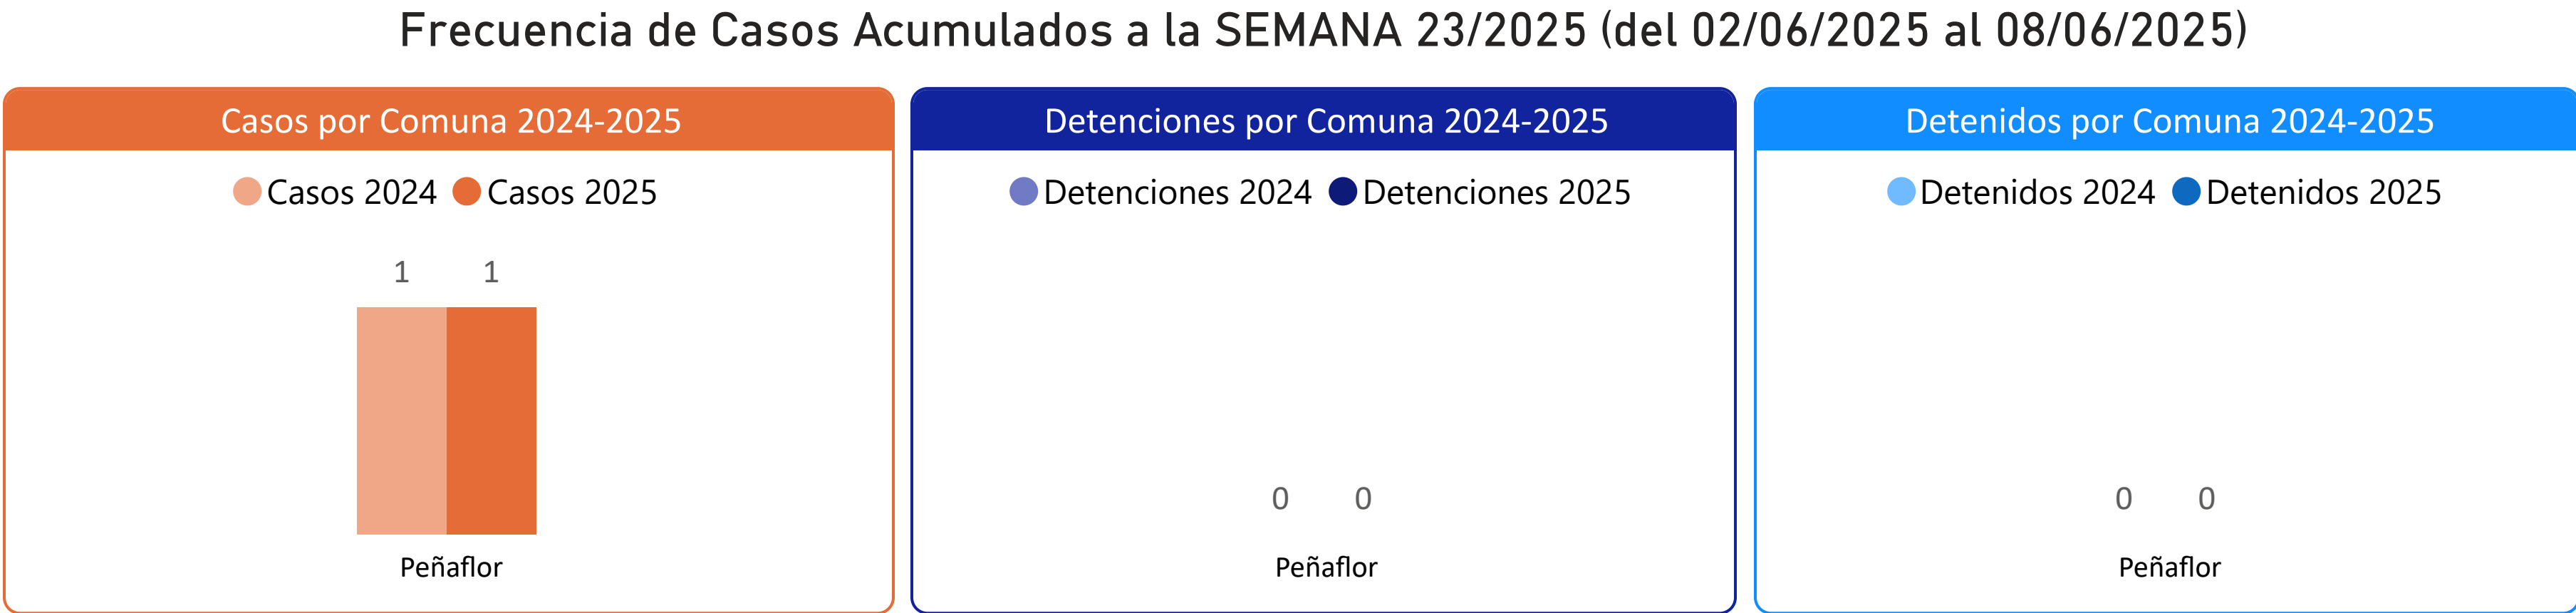 Frecuencia de Casos Acumulados a la SEMANA 23/2025 (del 02/06/2025 al 08/06/2025)
Casos por Comuna 2024-2025
Casos 2024 Casos 2025
1 1
Peñaflor
Detenciones por Comuna 2024-2025
Detenciones 2024 Detenciones 2025
0 0
Peñaflor
Detenidos por Comuna 2024-2025
Detenidos 2024 Detenidos 2025
0 0
Peñaflor